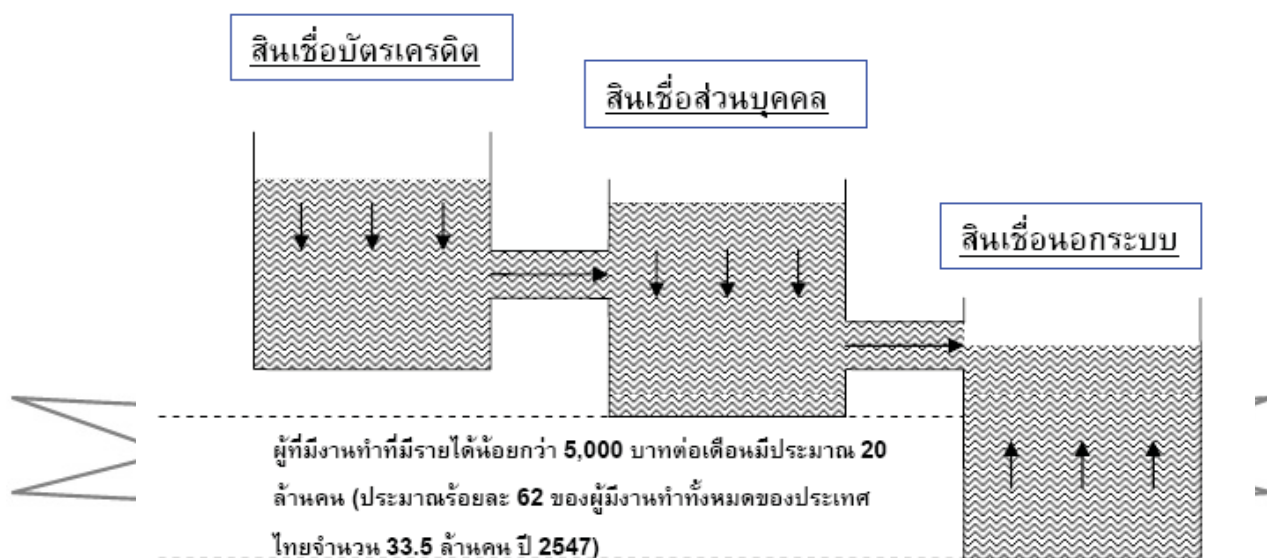 สินเชื่อบัตรเครดิต
สินเชื่อส่วนบุคคล
สินเชื่อนอกระบบ
ผู้ที่มีงานทำที่มีรายได้น้อยกว่า 5,000 บาทต่อเดือนมีประมาณ 20
ล้านคน (ประมาณร้อยละ 62 ของผู้มีงานทำทั้งหมดของประเทศ
ไทยจำนวน 33.5 ล้านคน ปี 2547)